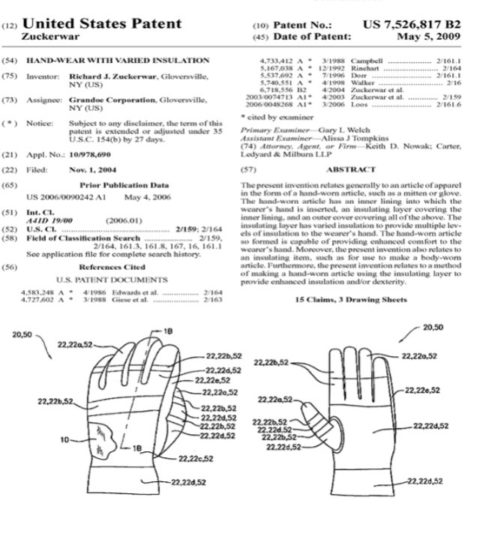 (12) United States Patent
Zuckerwar
(10) Patent No.: US 7,526,817 B2
(45) Date of Patent: May 5, 2009
(54) HAND-WEAR WITH VARIED INSULATION
(75) Inventor: Richard J. Zuckerwar, Gloversville,
NY (US)
(73) Assignee: Grandoe Corporation, Gloversville,
NY (US)
( * ) Notice: Subject to any disclaimer, the term of this
patent is extended or adjusted under 35
U.S.C. 154(b) by 27 days.
(21) Appl. No.: 10/978,690
(22) Filed: Nov. 1, 2004
(65) Prior Publication Data
US 2006/0090242 A1 May 4, 2006
(51) Int. Cl.
A41D 19/00 (2006.01)
(52) U.S. Cl. 2/159; 2/164
(58) Field of Classification Search 2/159,
2/164, 161.3, 161.8, 167, 16, 161.1
See application file for complete search history.
(56) References Cited
U.S. PATENT DOCUMENTS
4,583,248 A * 4/1986 Edwards et al. 2/164
4,727,602 A * 3/1988 Giese et al. 2/163
4,733,412 A * 3/1988 Campbell 2/161.1
5,167,038 A * 12/1992 Rinehart 2/164
5,537,692 A * 7/1996 Dorr 2/161.1
5,740,551 A * 4/1998 Walker 2/16
6,718,556 B2 4/2004 Zuckerwar et al.
2003/0074713 A1* 4/2003 Zuckerwar et al. 2/159
2006/0048268 A1* 3/2006 Loos 2/161.6
* cited by examiner
Primary Examiner—Gary L Welch
Assistant Examiner—Alissa J Tompkins
(74) Attorney, Agent, or Firm—Keith D. Nowak; Carter,
Ledyard & Milburn LLP
(57) ABSTRACT
The present invention relates generally to an article of apparel
in the form of a hand-worn article, such as a mitten or glove.
The hand-worn article has an inner lining into which the
wearer's hand is inserted, an insulating layer covering the
inner lining, and an outer cover covering all of the above. The
insulating layer has varied insulation to provide multiple lev-
els of insulation to the wearer's hand. The hand-worn article
so formed is capable of providing enhanced comfort to the
wearer's hand. Moreover, the present invention also relates to
an insulating item, such as for use to make a body-worn
article. Furthermore, the present invention relates to a method
of making a hand-worn article using the insulating layer to
provide enhanced insulation and/or dexterity.
15 Claims, 3 Drawing Sheets
20,50
22,22a,52
1B
22,22b,52
22,22d,52
22,22e,52
22,22a,52
22,22b,52
22,22b,52
22,22d,52
22,22b,52
22,22d,52
10
1B
22,22c,52
22,22d,52
20,50
22,22b,52
22,22a,52
22,22e,52
22,22a,52
22,22b,52
22,22d,52
22,22b,52
22,22d,52
22,22c,52
22,22d,52